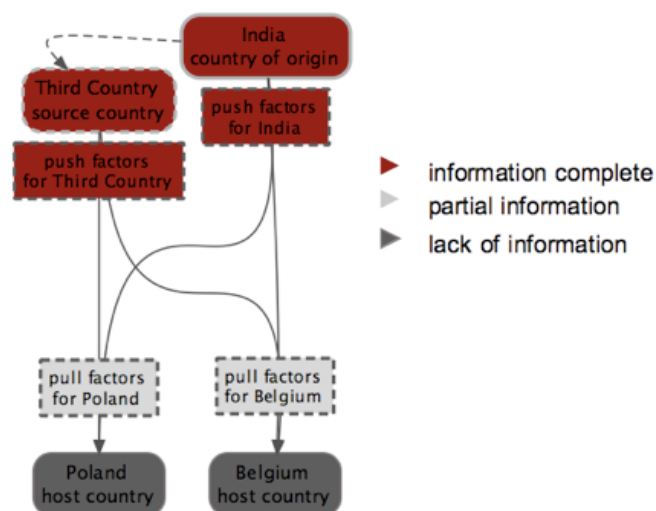 India
country of origin
Third Country
source country
push factors
for India
push factors
for Third Country
information complete
partial information
lack of information
pull factors
for Poland
pull factors
for Belgium
Poland
host country
Belgium
host country